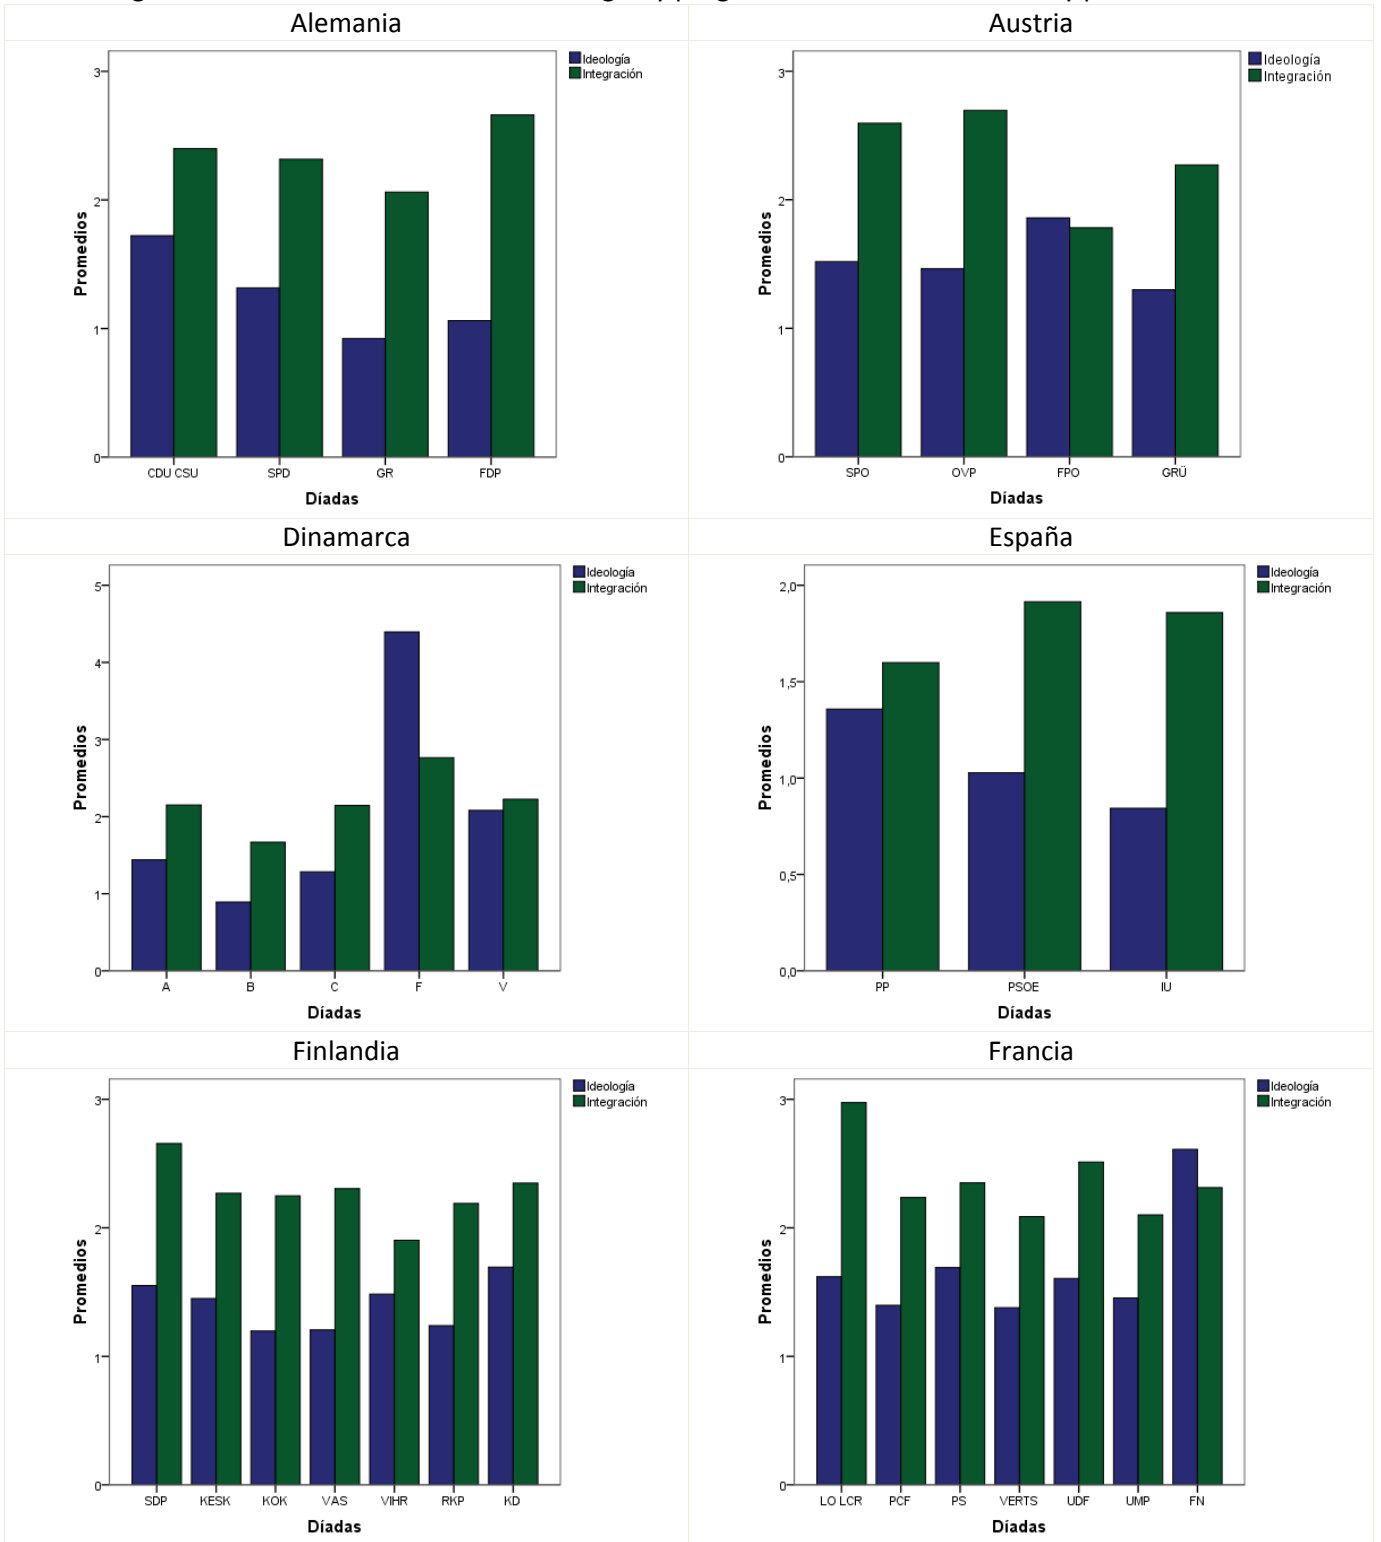 Alemania
Austria
3
2
1
0
Promedios
CDU CSU SPD GR FDP
Díadas
Ideología
Integración
3
2
1
0
Promedios
SPO OVP FPO GRÜ
Díadas
Ideología
Integración
Dinamarca
España
5
4
3
2
1
0
Promedios
A B C F V
Díadas
Ideología
Integración
2,0
1,5
1,0
0,5
0,0
Promedios
PP PSOE IU
Díadas
Ideología
Integración
Finlandia
Francia
3
2
1
0
Promedios
SDP KESK KOK VAS VIHR RKP KD
Díadas
Ideología
Integración
3
2
1
0
Promedios
LO LCR PCF PS VERTS UDF UMP FN
Díadas
Ideología
Integración